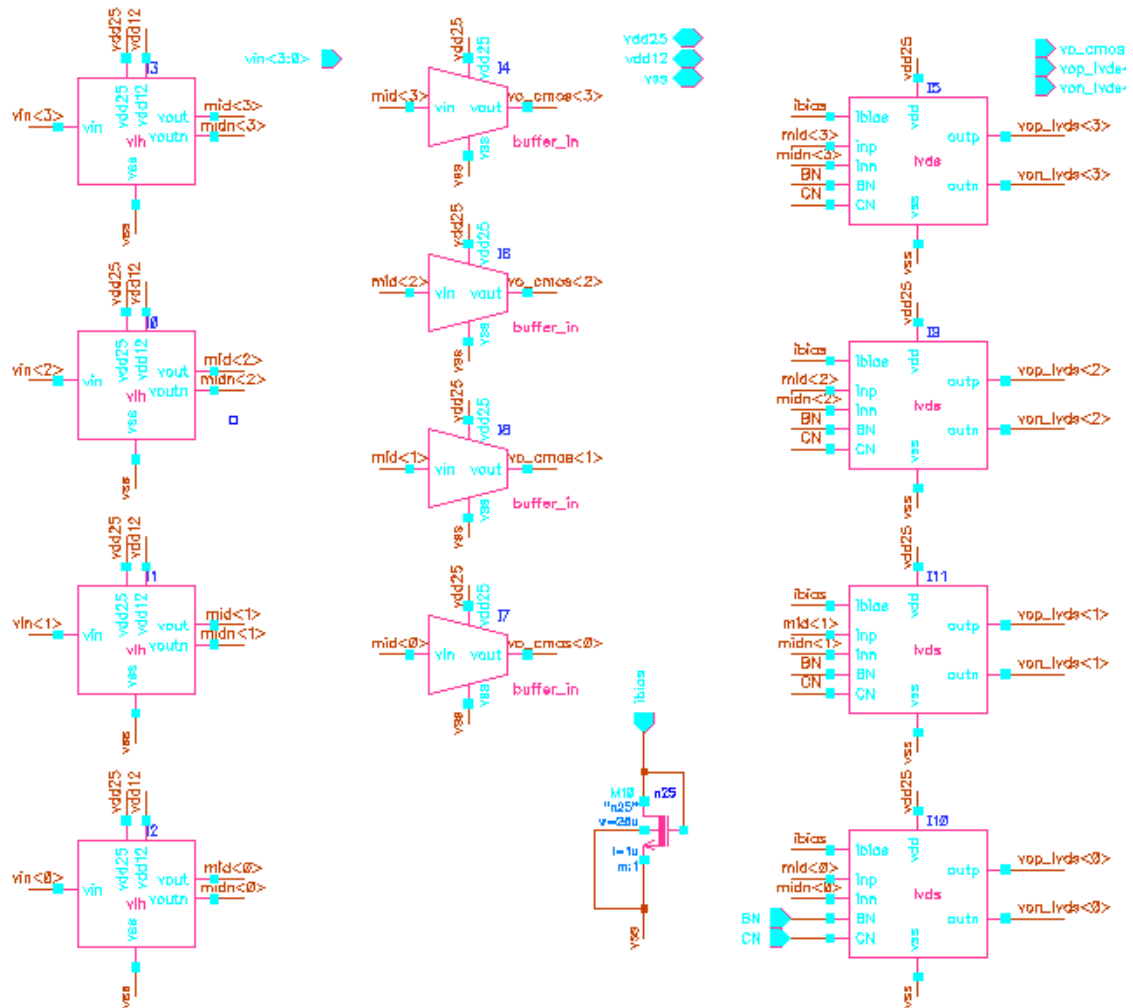 vdd25
vdd12
I3
vin<3>
vin
vdd25
vdd12
vlh
vss
vout
voutn
mid<3>
midn<3>
vss
vdd25
vdd12
I0
vin<2>
vin
vdd25
vdd12
vlh
vss
vout
voutn
mid<2>
midn<2>
vss
vdd25
vdd12
I1
vin<1>
vin
vdd25
vdd12
vlh
vss
vout
voutn
mid<1>
midn<1>
vss
vdd25
vdd12
I2
vin<0>
vin
vdd25
vdd12
vlh
vss
vout
voutn
mid<0>
midn<0>
vss
vin<3:0>
vdd25
vdd25
I4
mid<3>
vin
vout
vo_cmos<3>
buffer_in
vss
vss
vdd25
vdd25
I6
mid<2>
vin
vout
vo_cmos<2>
buffer_in
vss
vss
vdd25
vdd25
mid<1>
vin
vout
vo_cmos<1>
buffer_in
vss
vss
vdd25
vdd25
I7
mid<0>
vin
vout
vo_cmos<0>
buffer_in
vss
vss
vdd25
vdd12
vss
ibias
M10
n25
"n25"
w=20u
l=1u
m:1
vss
vo_cmos
vop_lvds<
von_lvds<
vdd25
I5
ibias
ibias
vdd
mid<3>
inp
midn<3>
inn
BN
BN
CN
CN
lvds
vss
outp
vop_lvds<3>
outn
von_lvds<3>
vss
vdd25
I9
ibias
ibias
vdd
mid<2>
inp
midn<2>
inn
BN
BN
CN
CN
lvds
vss
outp
vop_lvds<2>
outn
von_lvds<2>
vss
vdd25
I11
ibias
ibias
vdd
mid<1>
inp
midn<1>
inn
BN
BN
CN
CN
lvds
vss
outp
vop_lvds<1>
outn
von_lvds<1>
vss
vdd25
I10
ibias
ibias
vdd
mid<0>
inp
midn<0>
inn
BN
BN
CN
CN
lvds
vss
outp
vop_lvds<0>
outn
von_lvds<0>
vss